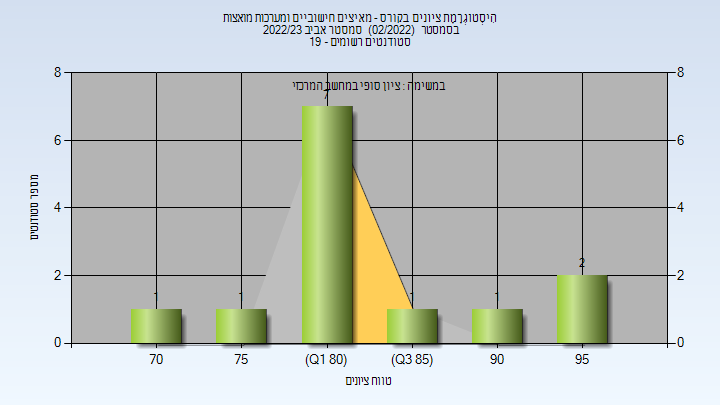 הִיסְטוֹגְרָמַת ציונים בקורס - מאיצים חישוביים ומערכות מואצות
בסמסטר (02/2022) סמסטר אביב 2022/23
סטודנטים רשומים - 19
במשימה : ציון סופי במחשב המרכזי
מספר סטודנטים
8
6
4
2
0
8
6
4
2
0
1
1
7
1
1
2
70
75
(Q1 80)
(Q3 85)
90
95
טווח ציונים